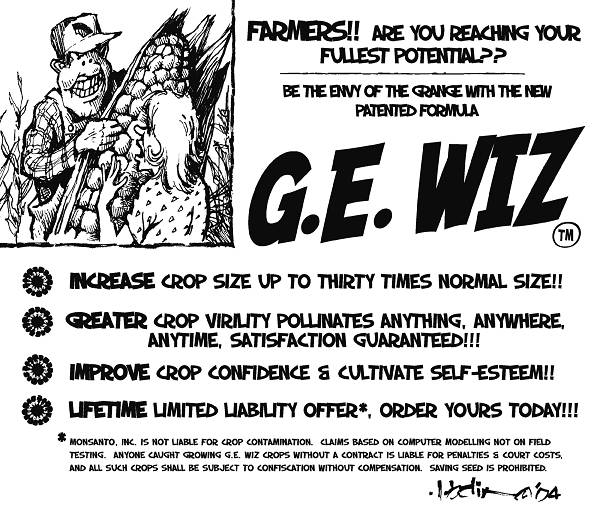 FARMERS!! ARE YOU REACHING YOUR
FULLEST POTENTIAL??
BE THE ENVY OF THE GRANGE WITH THE NEW
PATENTED FORMULA
G.E. WIZ
TM
INCREASE CROP SIZE UP TO THIRTY TIMES NORMAL SIZE!!
GREATER CROP VIRILITY POLLINATES ANYTHING, ANYWHERE,
ANYTIME, SATISFACTION GUARANTEED!!!
IMPROVE CROP CONFIDENCE & CULTIVATE SELF-ESTEEM!!
LIFETIME LIMITED LIABILITY OFFER*, ORDER YOURS TODAY!!!
* MONSANTO, INC. IS NOT LIABLE FOR CROP CONTAMINATION. CLAIMS BASED ON COMPUTER MODELLING NOT ON FIELD
TESTING. ANYONE CAUGHT GROWING G.E. WIZ CROPS WITHOUT A CONTRACT IS LIABLE FOR PENALTIES & COURT COSTS,
AND ALL SUCH CROPS SHALL BE SUBJECT TO CONFISCATION WITHOUT COMPENSATION. SAVING SEED IS PROHIBITED.
'04